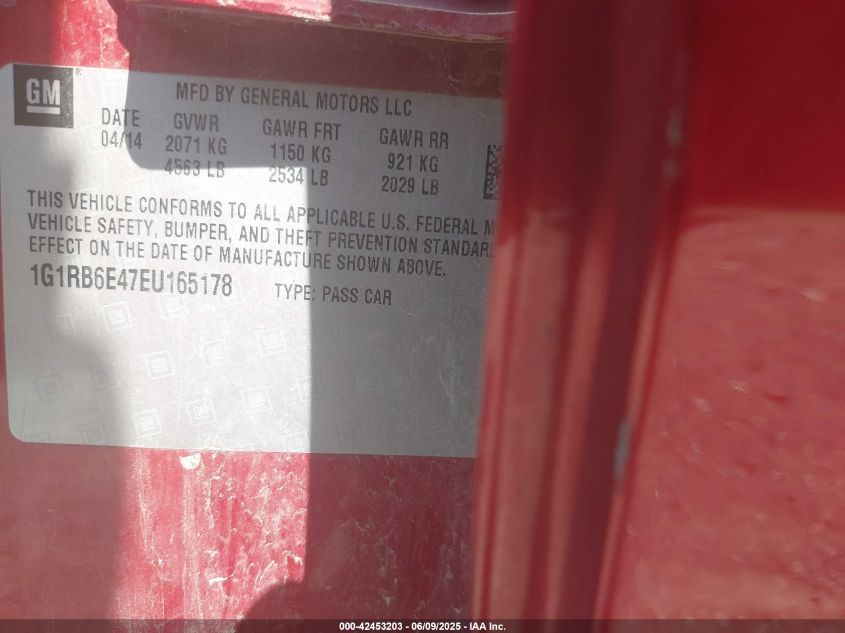 GM
MFD BY GENERAL MOTORS LLC
DATE GVWR GAWR FRT GAWR RR
04/14 2071 KG 1150 KG 921 KG
4563 LB 2534 LB 2029 LB
THIS VEHICLE CONFORMS TO ALL APPLICABLE U.S. FEDERAL M
VEHICLE SAFETY, BUMPER, AND THEFT PREVENTION STANDARD
EFFECT ON THE DATE OF MANUFACTURE SHOWN ABOVE.
1G1RB6E47EU165178 TYPE: PASS CAR
000-42453203 - 06/09/2025 - IAA Inc.